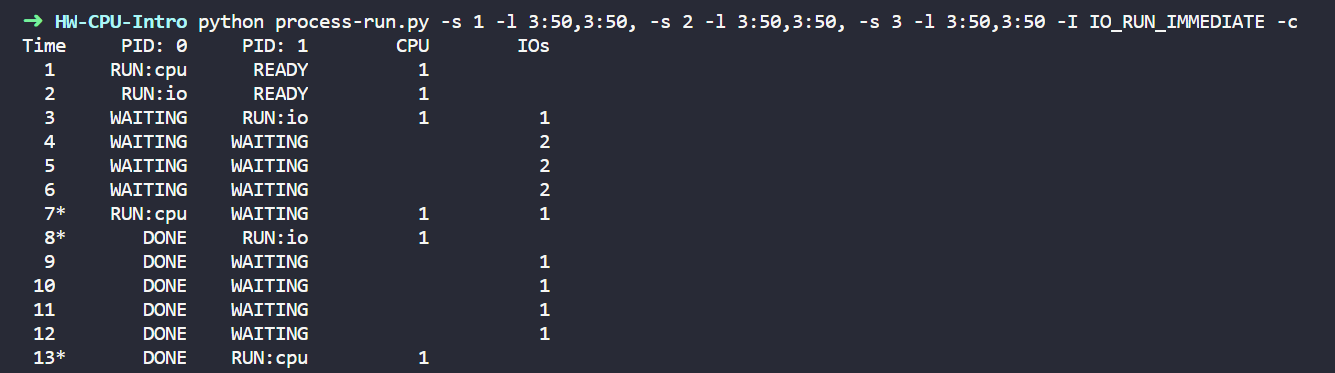 ➜ HW-CPU-Intro python process-run.py -s 1 -l 3:50,3:50, -s 2 -l 3:50,3:50, -s 3 -l 3:50,3:50 -I IO_RUN_IMMEDIATE -c
Time PID: 0 PID: 1 CPU IOs
1 RUN:cpu READY 1
2 RUN:io READY 1
3 WAITING RUN:io 1 1
4 WAITING WAITING 2
5 WAITING WAITING 2
6 WAITING WAITING 2
7* RUN:cpu WAITING 1 1
8* DONE RUN:io 1
9 DONE WAITING 1
10 DONE WAITING 1
11 DONE WAITING 1
12 DONE WAITING 1
13* DONE RUN:cpu 1